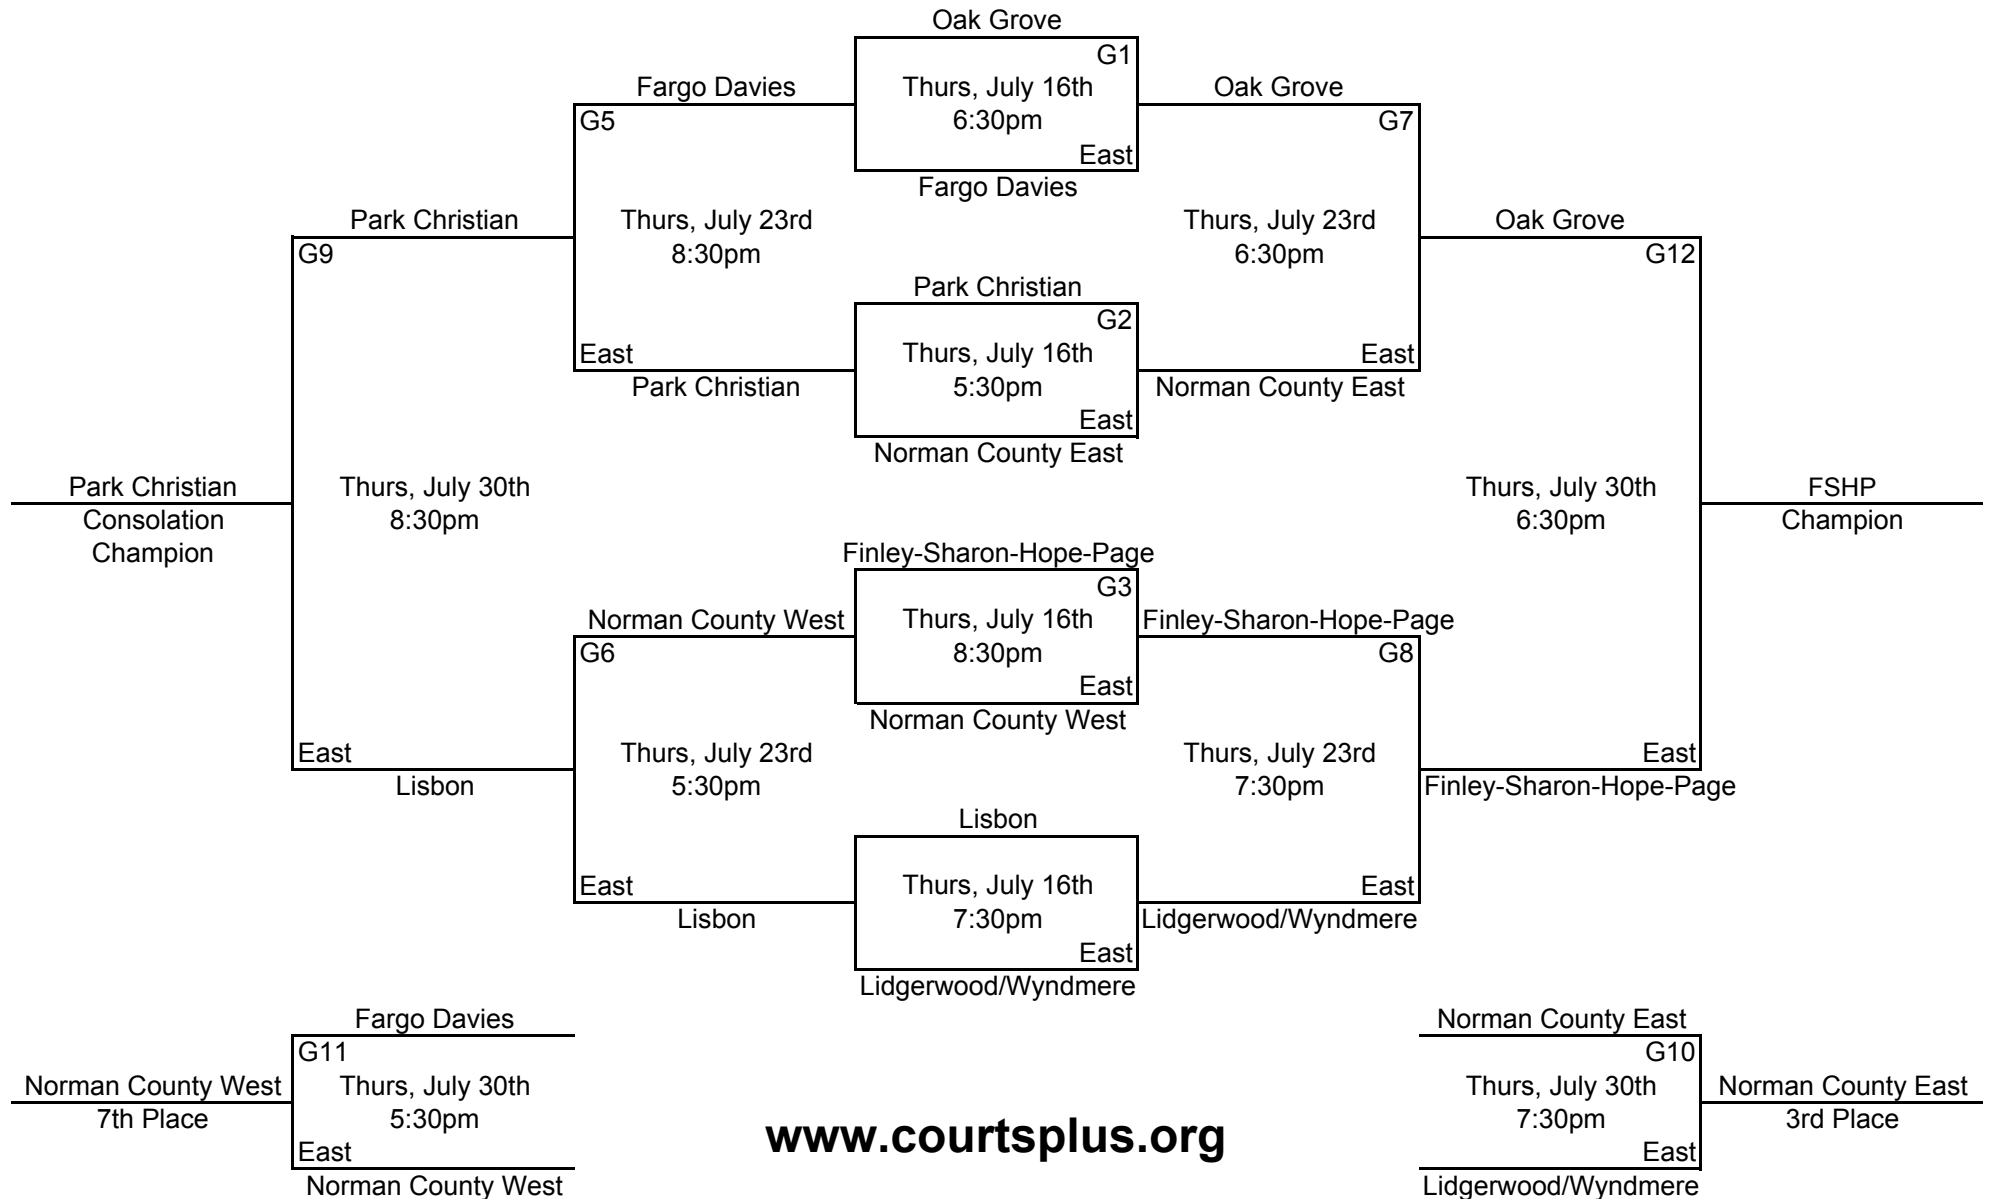 Oak Grove
G1
Fargo Davies
Thurs, July 16th
Oak Grove
G5
6:30pm
G7
East
Fargo Davies
Park Christian
Thurs, July 23rd
Thurs, July 23rd
Oak Grove
G9
8:30pm
6:30pm
G12
Park Christian
G2
East
Thurs, July 16th
East
Park Christian
5:30pm
Norman County East
East
Norman County East
Park Christian
Thurs, July 30th
Thurs, July 30th
FSHP
Consolation
8:30pm
6:30pm
Champion
Champion
Finley-Sharon-Hope-Page
G3
Norman County West
Thurs, July 16th
Finley-Sharon-Hope-Page
G6
8:30pm
G8
East
Norman County West
East
Thurs, July 23rd
Thurs, July 23rd
East
Lisbon
5:30pm
7:30pm
Finley-Sharon-Hope-Page
Lisbon
East
Thurs, July 16th
East
Lisbon
7:30pm
Lidgerwood/Wyndmere
East
Lidgerwood/Wyndmere
Fargo Davies
Norman County East
G11
G10
Norman County West
Thurs, July 30th
Thurs, July 30th
Norman County East
7th Place
5:30pm
www.courtsplus.org
7:30pm
3rd Place
East
East
Norman County West
Lidgerwood/Wyndmere